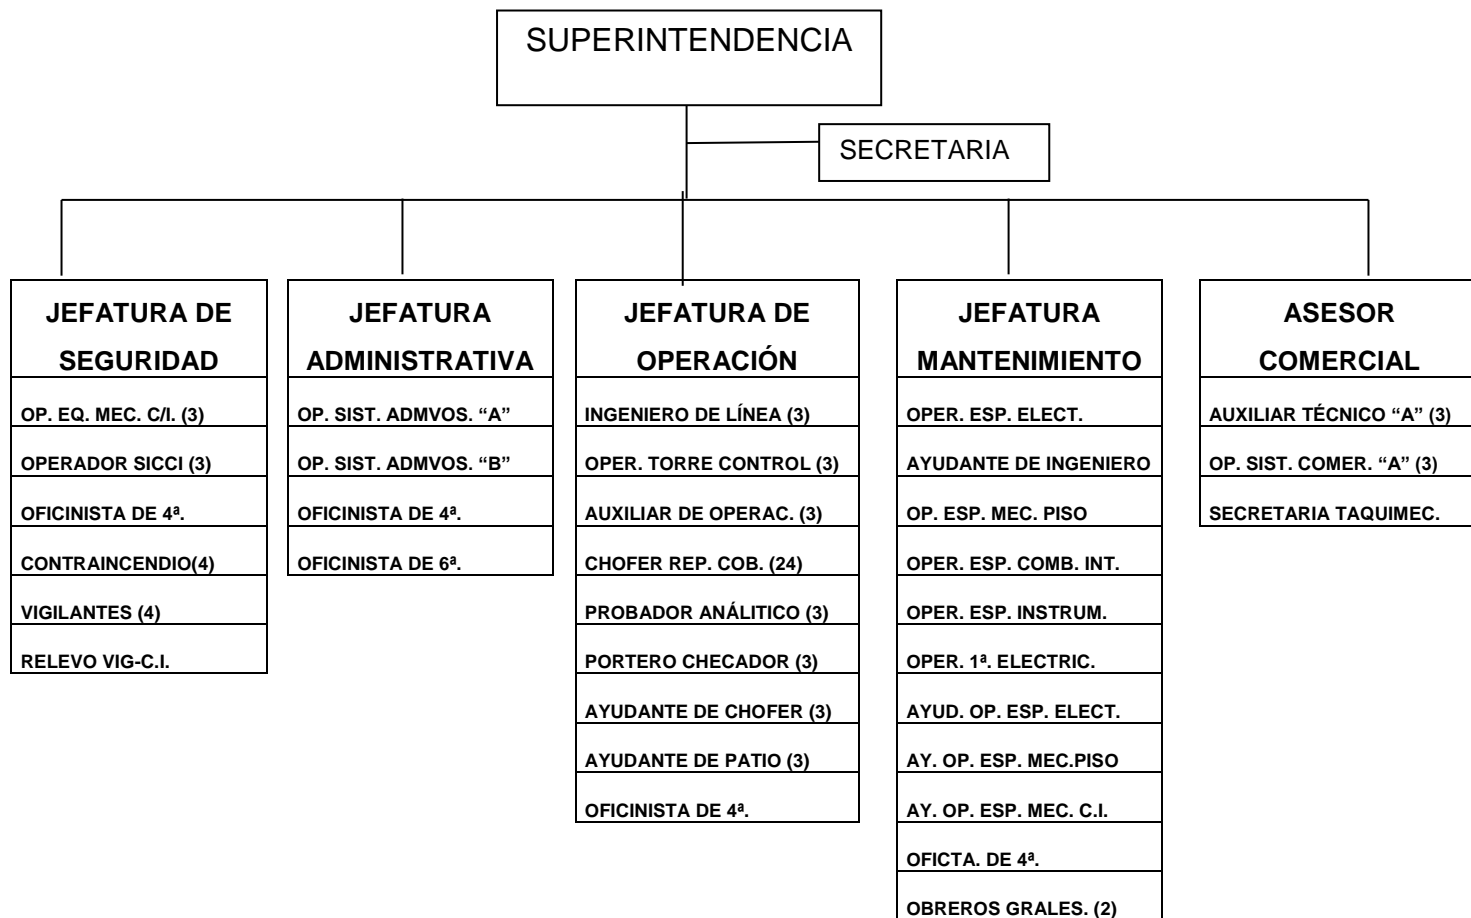 SUPERINTENDENCIA
SECRETARIA
JEFATURA DE
SEGURIDAD
OP. EQ. MEC. C/I. (3)
OPERADOR SICCI (3)
OFICINISTA DE 4ª.
CONTRAINCENDIO(4)
VIGILANTES (4)
RELEVO VIG-C.I.
JEFATURA
ADMINISTRATIVA
OP. SIST. ADMVOS. “A”
OP. SIST. ADMVOS. “B”
OFICINISTA DE 4ª.
OFICINISTA DE 6ª.
JEFATURA DE
OPERACIÓN
INGENIERO DE LÍNEA (3)
OPER. TORRE CONTROL (3)
AUXILIAR DE OPERAC. (3)
CHOFER REP. COB. (24)
PROBADOR ANÁLITICO (3)
PORTERO CHECADOR (3)
AYUDANTE DE CHOFER (3)
AYUDANTE DE PATIO (3)
OFICINISTA DE 4ª.
JEFATURA
MANTENIMIENTO
OPER. ESP. ELECT.
AYUDANTE DE INGENIERO
OP. ESP. MEC. PISO
OPER. ESP. COMB. INT.
OPER. ESP. INSTRUM.
OPER. 1ª. ELECTRIC.
AYUD. OP. ESP. ELECT.
AY. OP. ESP. MEC.PISO
AY. OP. ESP. MEC. C.I.
OFICTA. DE 4ª.
OBREROS GRALES. (2)
ASESOR
COMERCIAL
AUXILIAR TÉCNICO “A” (3)
OP. SIST. COMER. “A” (3)
SECRETARIA TAQUIMEC.